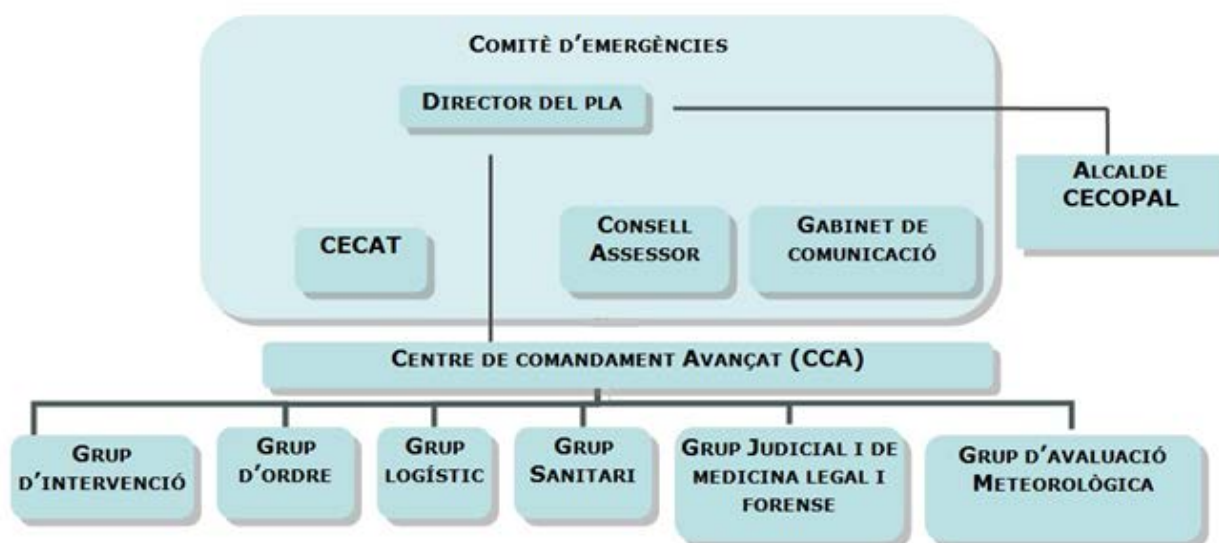 Comitè d'emergències
Director del pla
Alcalde
CECOPAL
CECAT
Consell
Assessor
Gabinet de
comunicació
Centre de comandament Avançat (CCA)
Grup
d'intervenció
Grup
d'ordre
Grup
logístic
Grup
Sanitari
Grup Judicial i de
medicina legal i
forense
Grup d'avaluació
Meteorològica